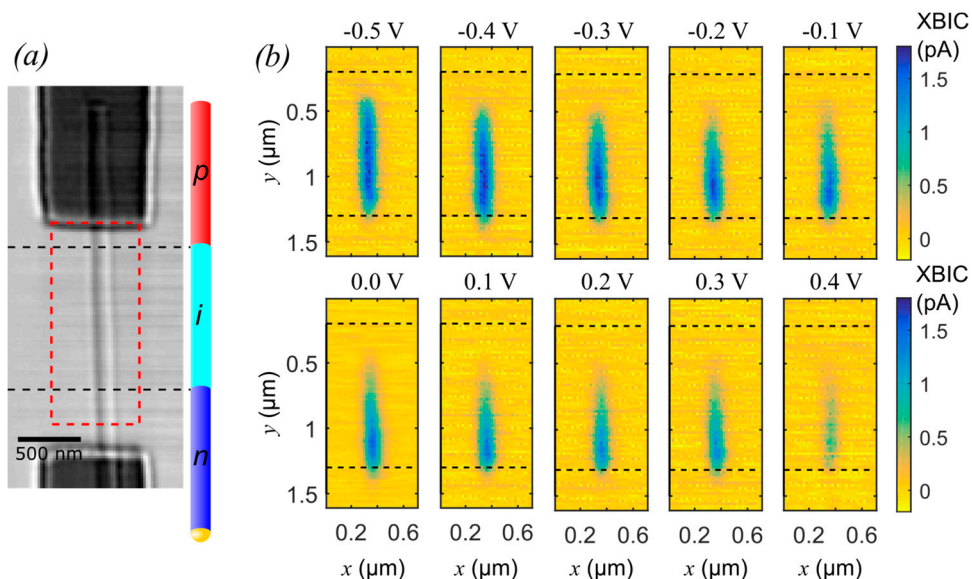 (a)
p
i
n
500 nm
(b)
-0.5 V -0.4 V -0.3 V -0.2 V -0.1 V
XBIC
(pA)
1.5
1
0.5
0
y (µm)
0.5
1
1.5
0.0 V 0.1 V 0.2 V 0.3 V 0.4 V
XBIC
(pA)
1.5
1
0.5
0
y (µm)
0.5
1
1.5
0.2 0.6 0.2 0.6 0.2 0.6 0.2 0.6 0.2 0.6
x (µm) x (µm) x (µm) x (µm) x (µm)